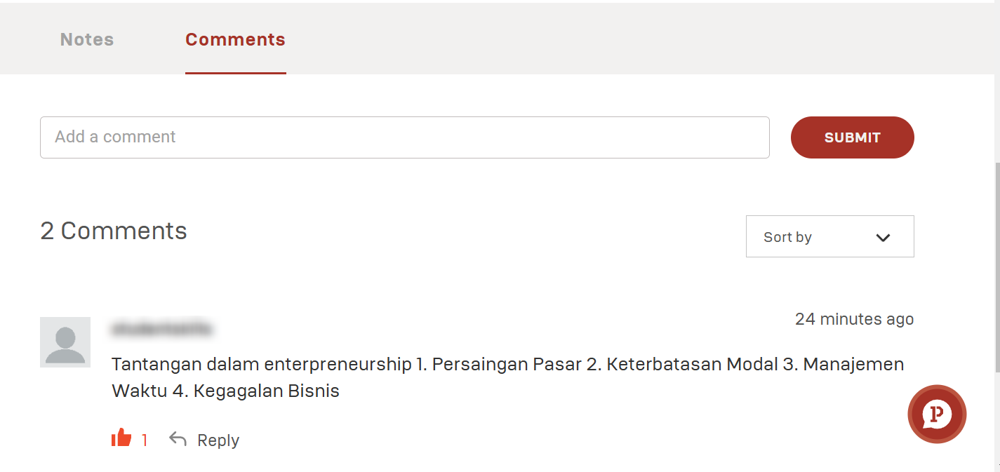 Notes
Comments
Add a comment
SUBMIT
2 Comments
Sort by
24 minutes ago
Tantangan dalam enterpreneurship 1. Persaingan Pasar 2. Keterbatasan Modal 3. Manajemen
Waktu 4. Kegagalan Bisnis
1
Reply
P